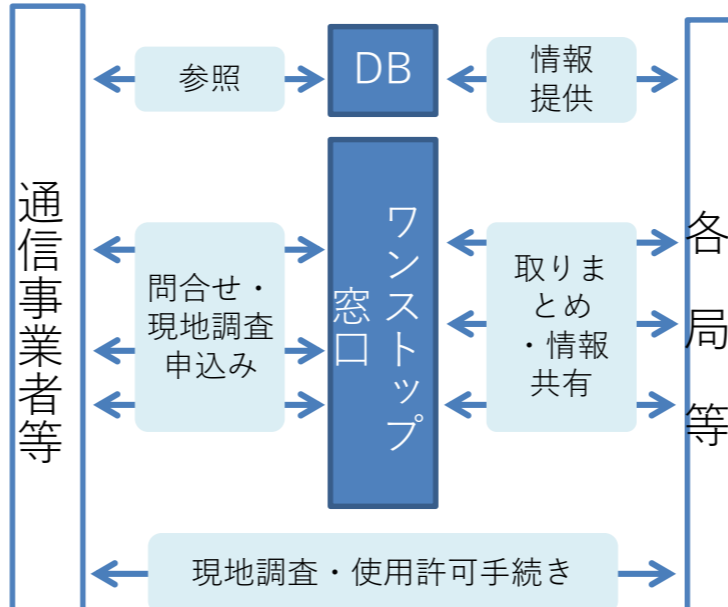 通信事業者等
参照
DB
情報
提供
問合せ・
現地調査
申込み
ワンストップ
窓口
取りま
とめ
・情報
共有
各局等
現地調査・使用許可手続き